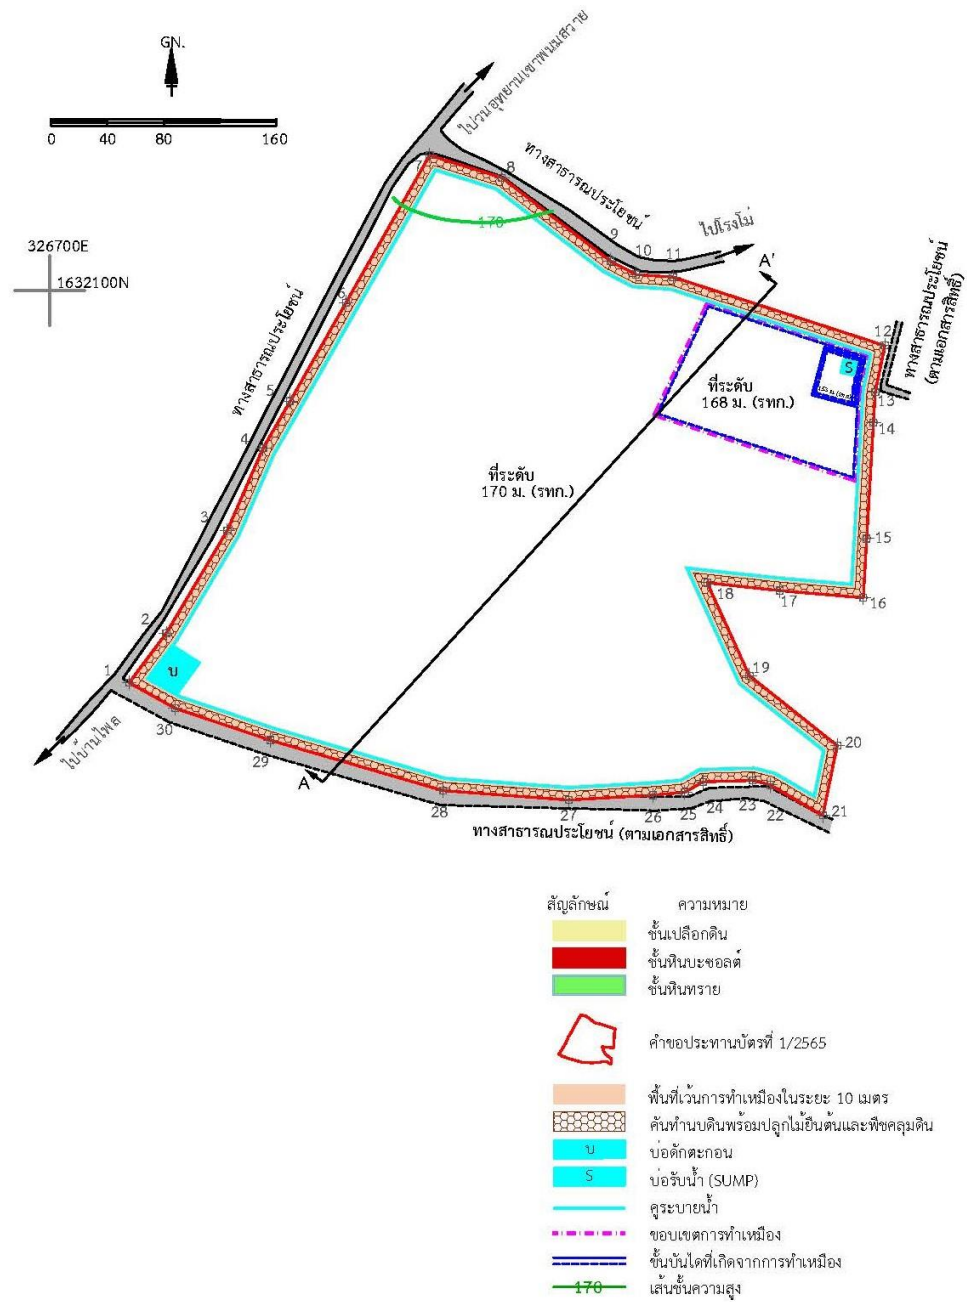 GN.
0 40 80 160
326700E
1632100N
ไปวนอุทยานเขาพนมสวาย
ทางสาธารณประโยชน์
ไปโรงโม่
ทางสาธารณประโยชน์
(ตามเอกสารสิทธิ์)
ทางสาธารณประโยชน์
7
8
170
9
10
11
A'
12
6
S
13
14
ที่ระดับ
168 ม. (รทก.)
5
4
ที่ระดับ
170 ม. (รทก.)
3
15
16
17
18
2
19
บ
1
20
ไปบ้านไพล
30
29
A
28
27
26
25
24
23
22
21
ทางสาธารณประโยชน์ (ตามเอกสารสิทธิ์)
สัญลักษณ์ ความหมาย
ชั้นเปลือกดิน
ชั้นหินบะซอลต์
ชั้นหินทราย
คำขอประทานบัตรที่ 1/2565
พื้นที่เว้นการทำเหมืองในระยะ 10 เมตร
คันทำนบดินพร้อมปลูกไม้ยืนต้นและพืชคลุมดิน
บ บ่อดักตะกอน
S บ่อรับน้ำ (SUMP)
คูระบายน้ำ
ขอบเขตการทำเหมือง
ชั้นบันไดที่เกิดจากการทำเหมือง
170 เส้นชั้นความสูง